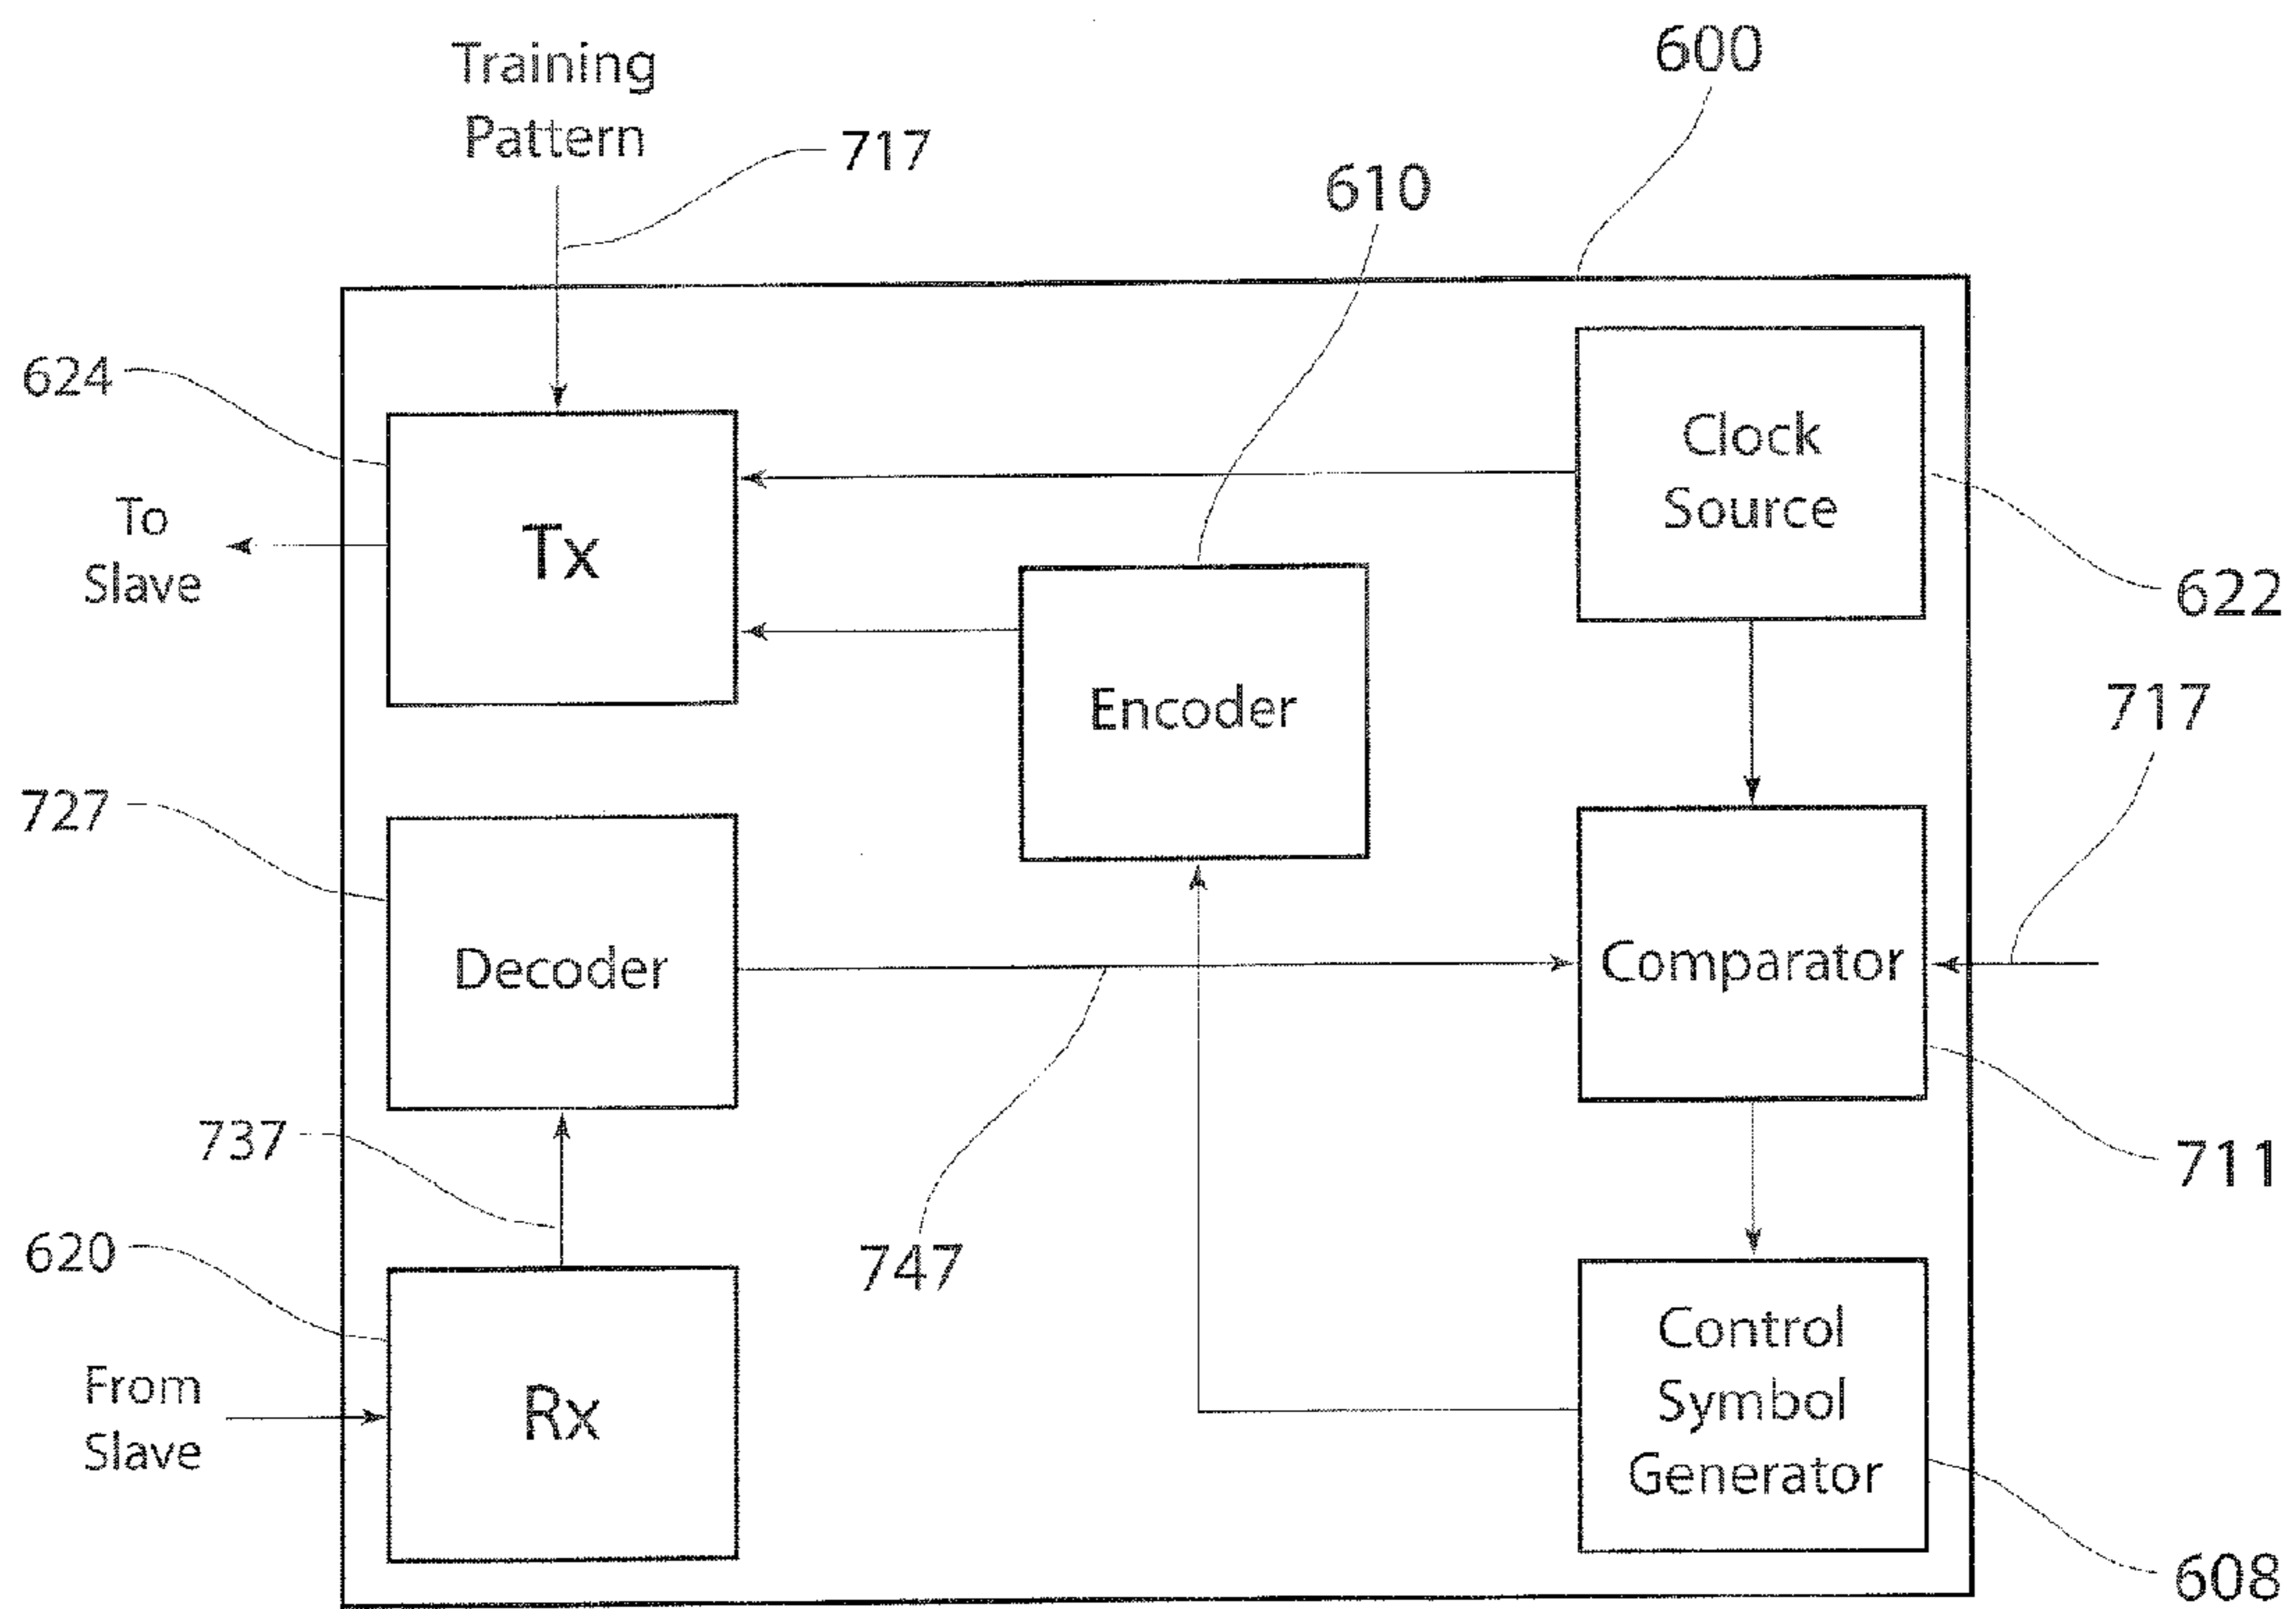 600
Training
Pattern
717
610
624
Clock
Source
To
Slave
Tx
622
Encoder
717
727
Decoder
Comparator
737
711
620
747
Control
Symbol
Generator
From
Slave
Rx
608